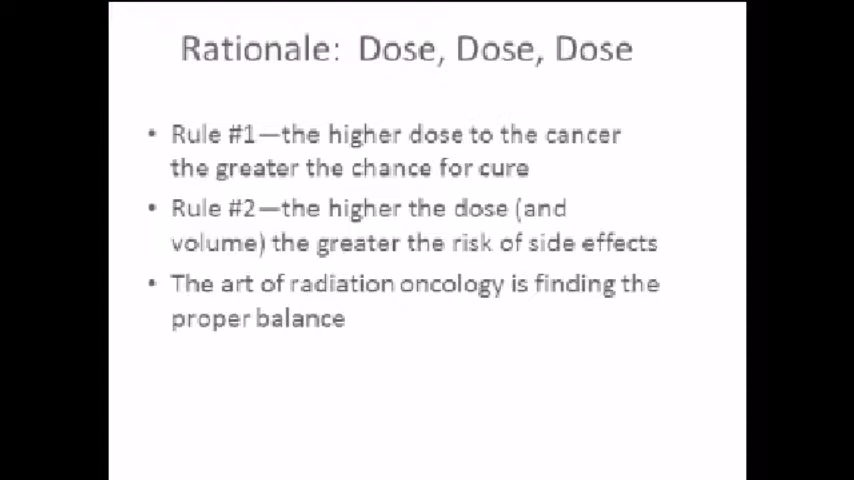 Rationale: Dose, Dose, Dose
• Rule #1—the higher dose to the cancer
the greater the chance for cure
• Rule #2—the higher the dose (and
volume) the greater the risk of side effects
• The art of radiation oncology is finding the
proper balance